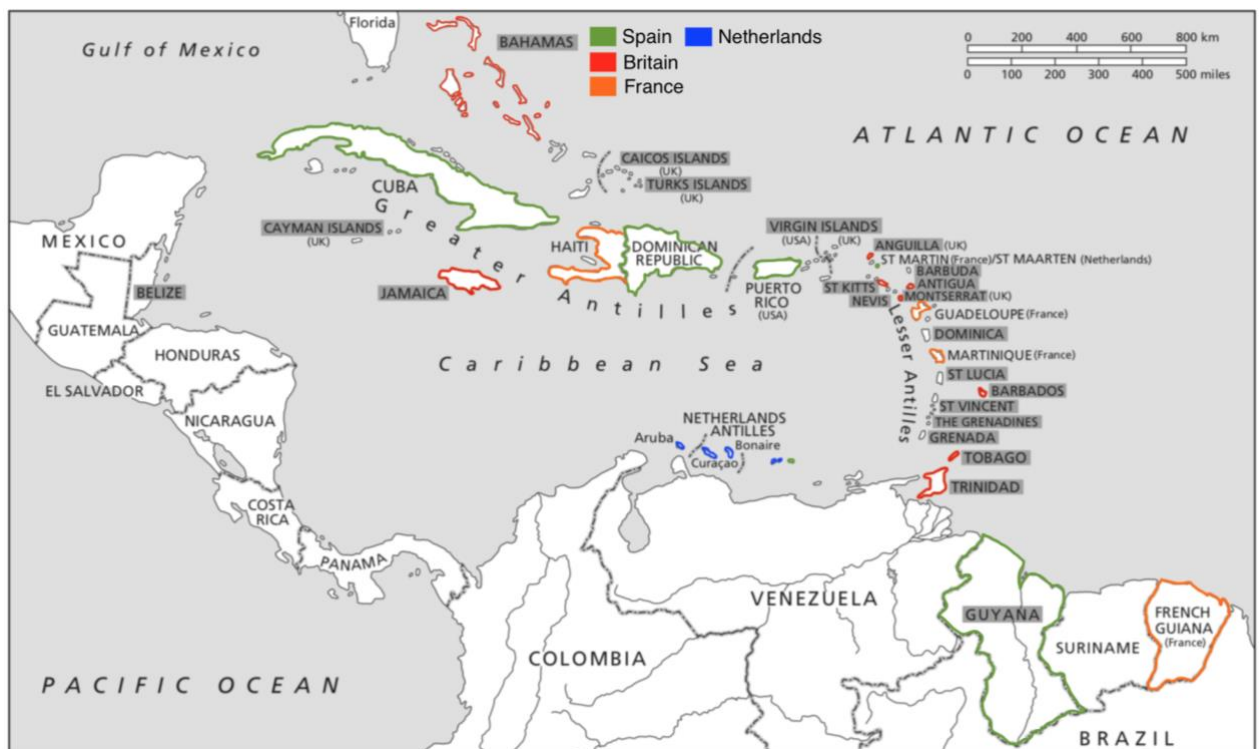 Florida
Gulf of Mexico
BAHAMAS
Spain
Netherlands
Britain
France
0 200 400 600 800 km
0 100 200 300 400 500 miles
ATLANTIC OCEAN
CAICOS ISLANDS
(UK)
TURKS ISLANDS
(UK)
CUBA
CAYMAN ISLANDS
(UK)
Greater Antilles
HAITI
DOMINICAN
REPUBLIC
VIRGIN ISLANDS
(USA)
(UK)
PUERTO
RICO
(USA)
ANGUILLA (UK)
ST MARTIN (France)/ST MAARTEN (Netherlands)
BARBUDA
ST KITTS
ANTIGUA
NEVIS
MONTSERRAT (UK)
GUADELOUPE (France)
DOMINICA
MARTINIQUE (France)
ST LUCIA
BARBADOS
ST VINCENT
THE GRENADINES
GRENADA
TOBAGO
TRINIDAD
Lesser Antilles
JAMAICA
MEXICO
BELIZE
GUATEMALA
HONDURAS
EL SALVADOR
NICARAGUA
COSTA
RICA
PANAMA
Caribbean Sea
NETHERLANDS
ANTILLES
Aruba
Bonaire
Curaçao
VENEZUELA
COLOMBIA
GUYANA
SURINAME
FRENCH
GUIANA
(France)
PACIFIC OCEAN
BRAZIL